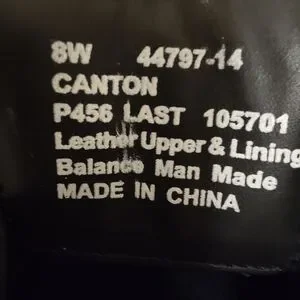 8W 44797-14
CANTON
P456 LAST 105701
Leather Upper & Lining
Balance Man Made
MADE IN CHINA